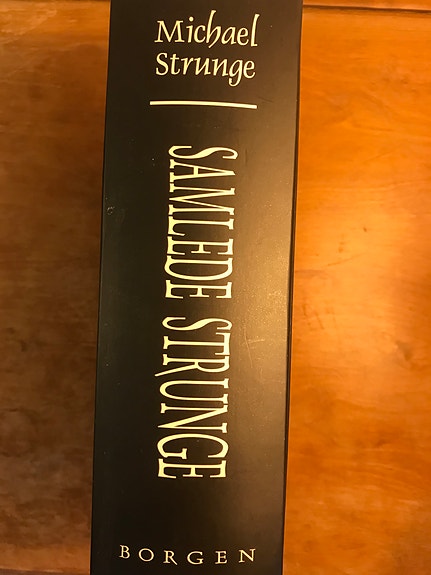 Michael
Strunge
SAMLEDE STRUNGE
BORGEN